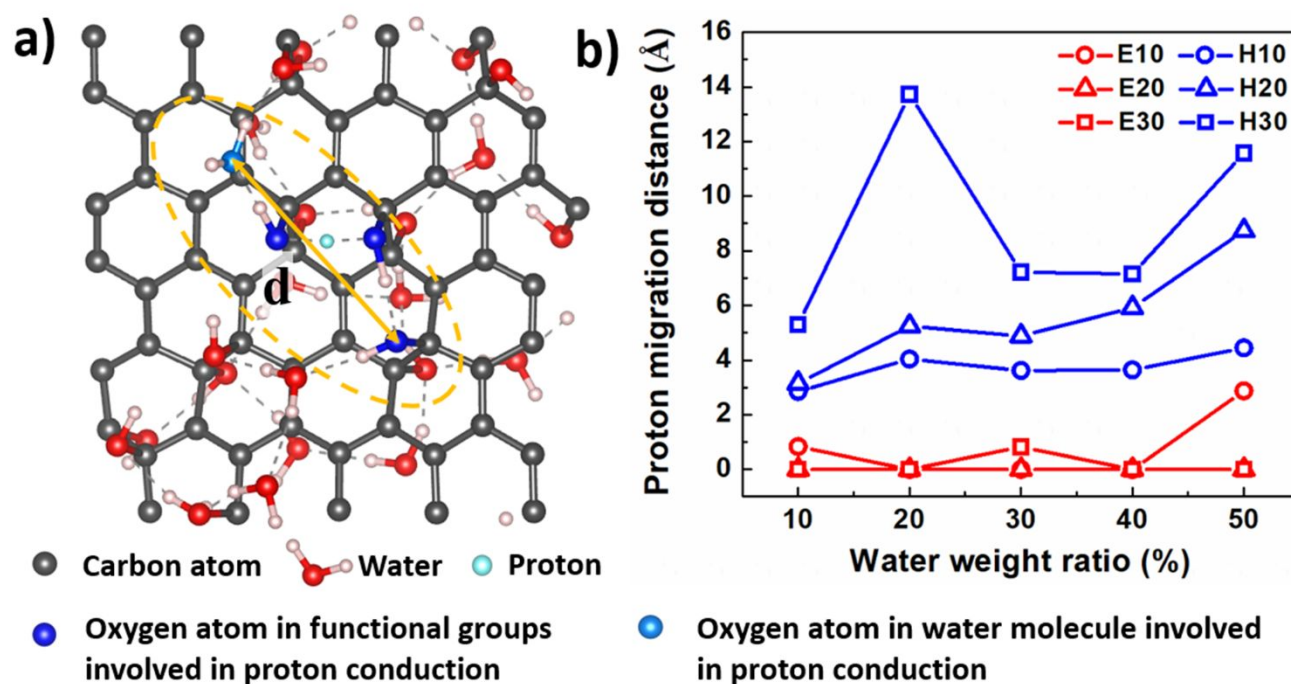 a)
d
Carbon atom
Water
Proton
Oxygen atom in functional groups
involved in proton conduction
Oxygen atom in water molecule involved
in proton conduction
b)
Proton migration distance (Å)
16
14
12
10
8
6
4
2
0
E10
H10
E20
H20
E30
H30
10 20 30 40 50
Water weight ratio (%)